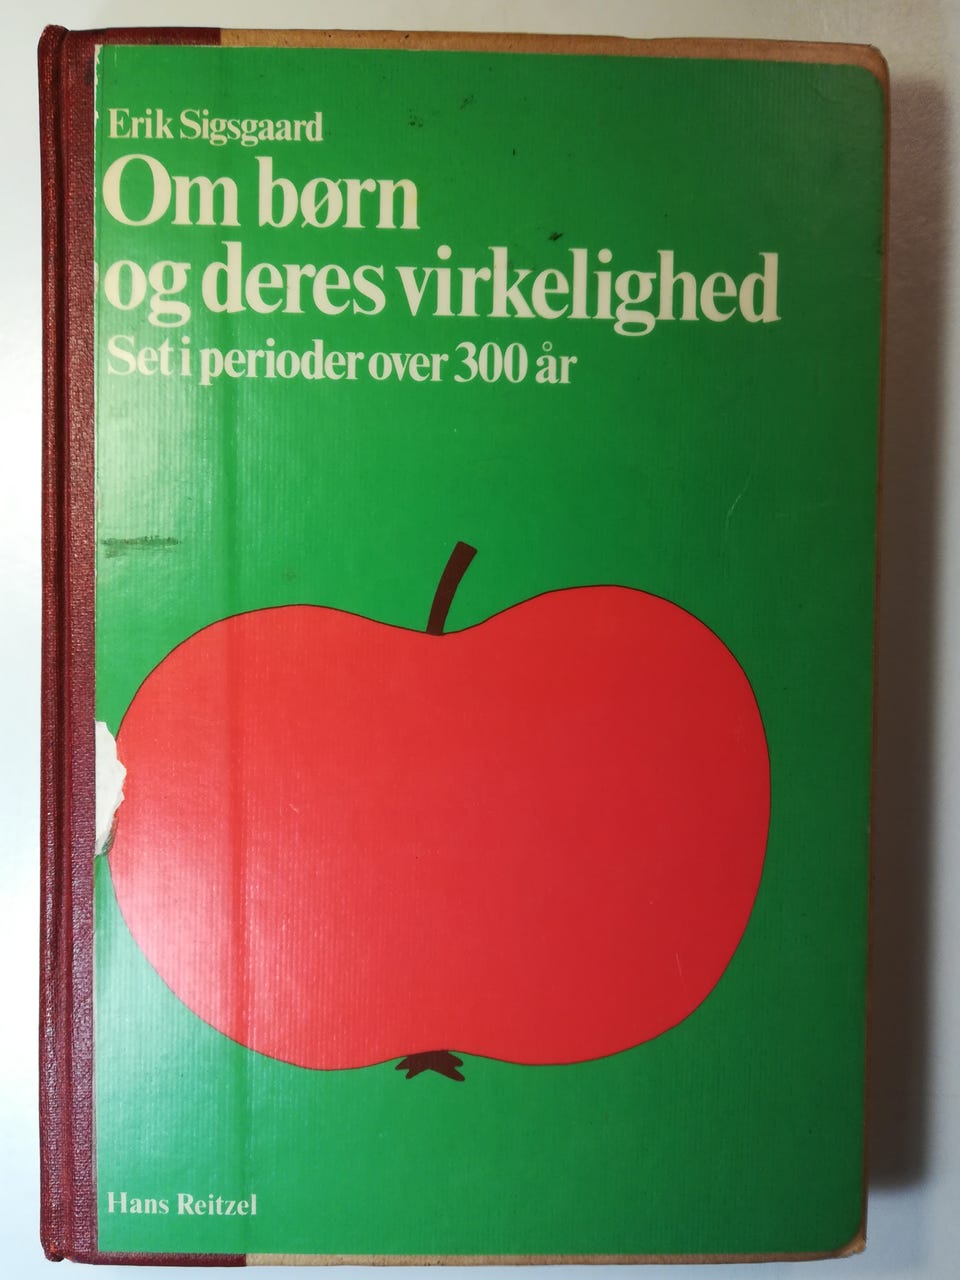 Erik Sigsgaard
Om børn
og deres virkelighed
Set i perioder over 300 år
Hans Reitzel